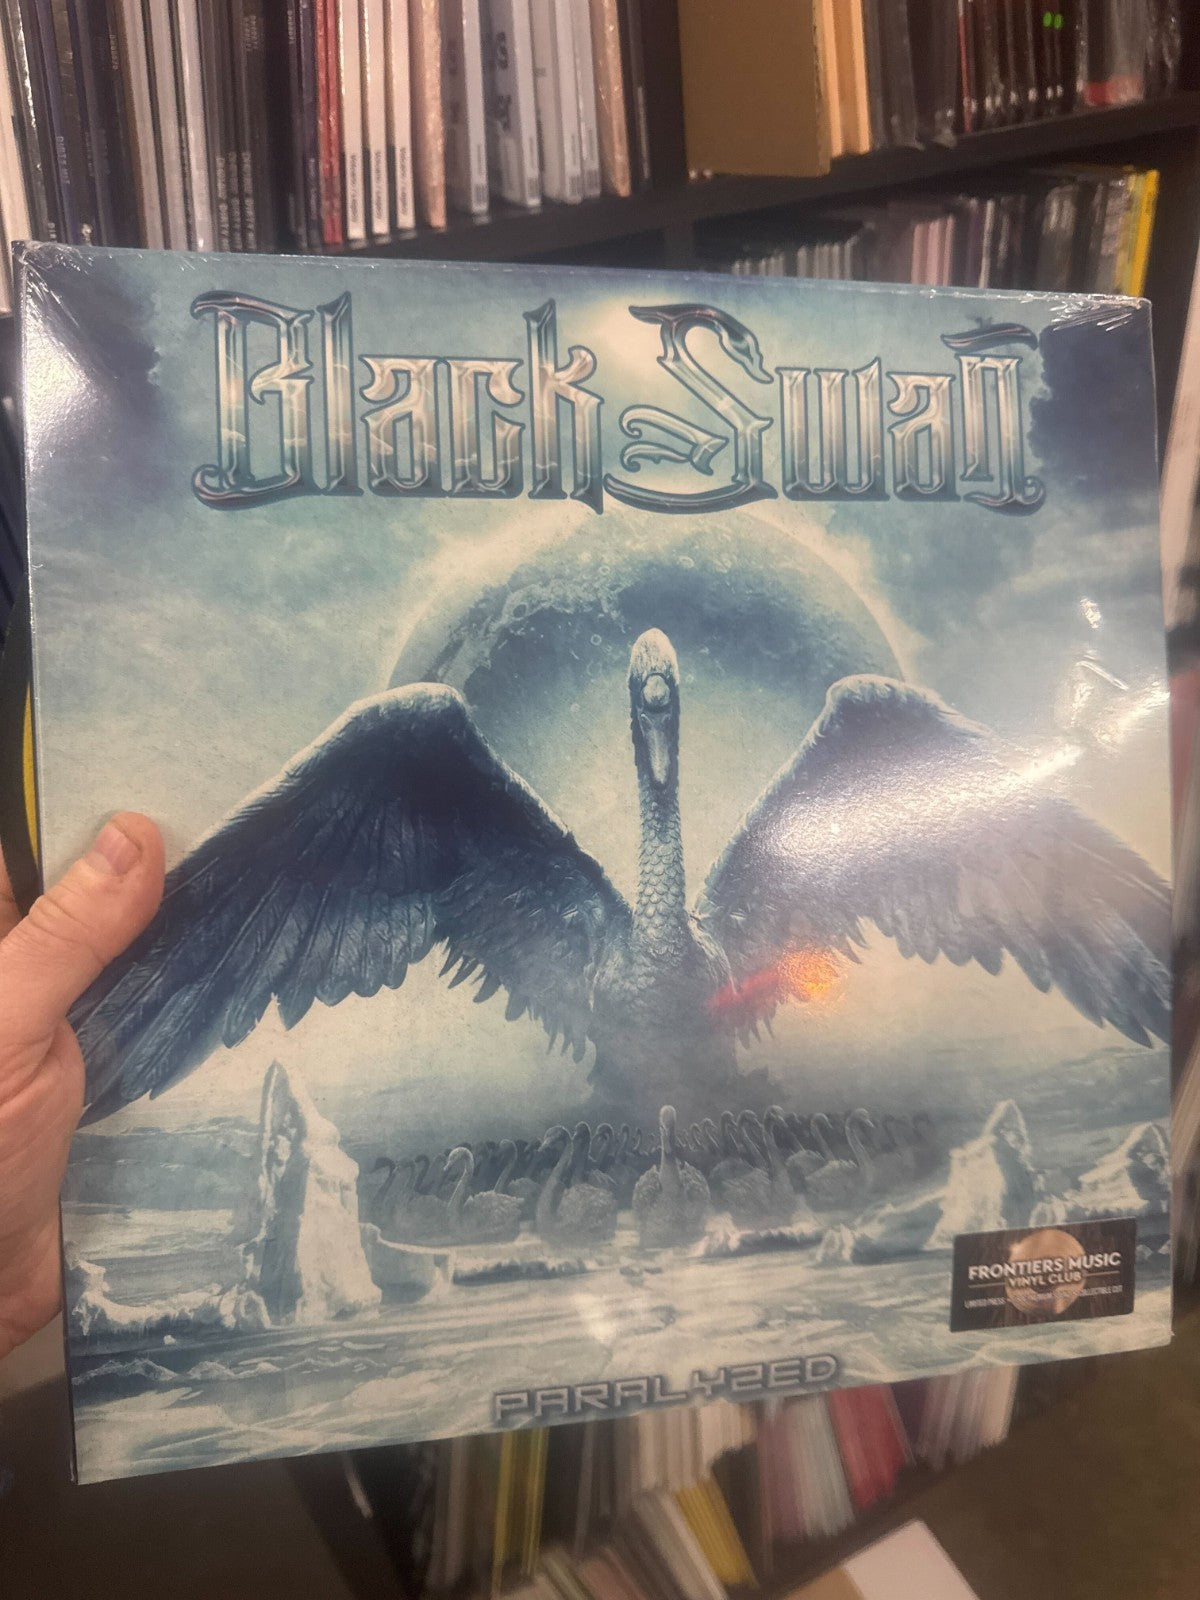 Black Swan
FRONTIERS MUSIC
VINYL CLUB
PARALYZED